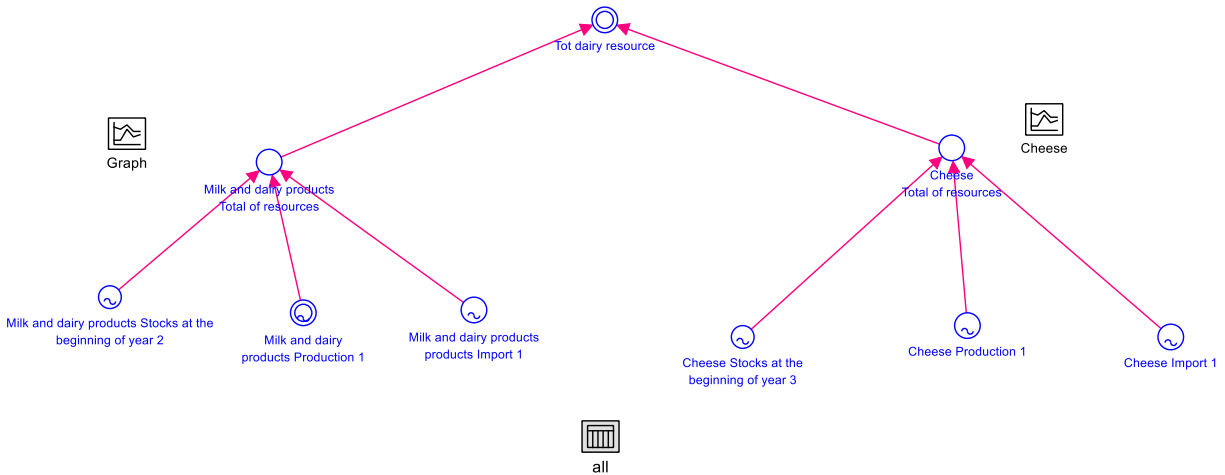 Tot dairy resource
Graph
Cheese
Milk and dairy products
Total of resources
Cheese
Total of resources
Milk and dairy products Stocks at the
beginning of year 2
Milk and dairy
products Production 1
Milk and dairy products
products Import 1
Cheese Stocks at the
beginning of year 3
Cheese Production 1
Cheese Import 1
all